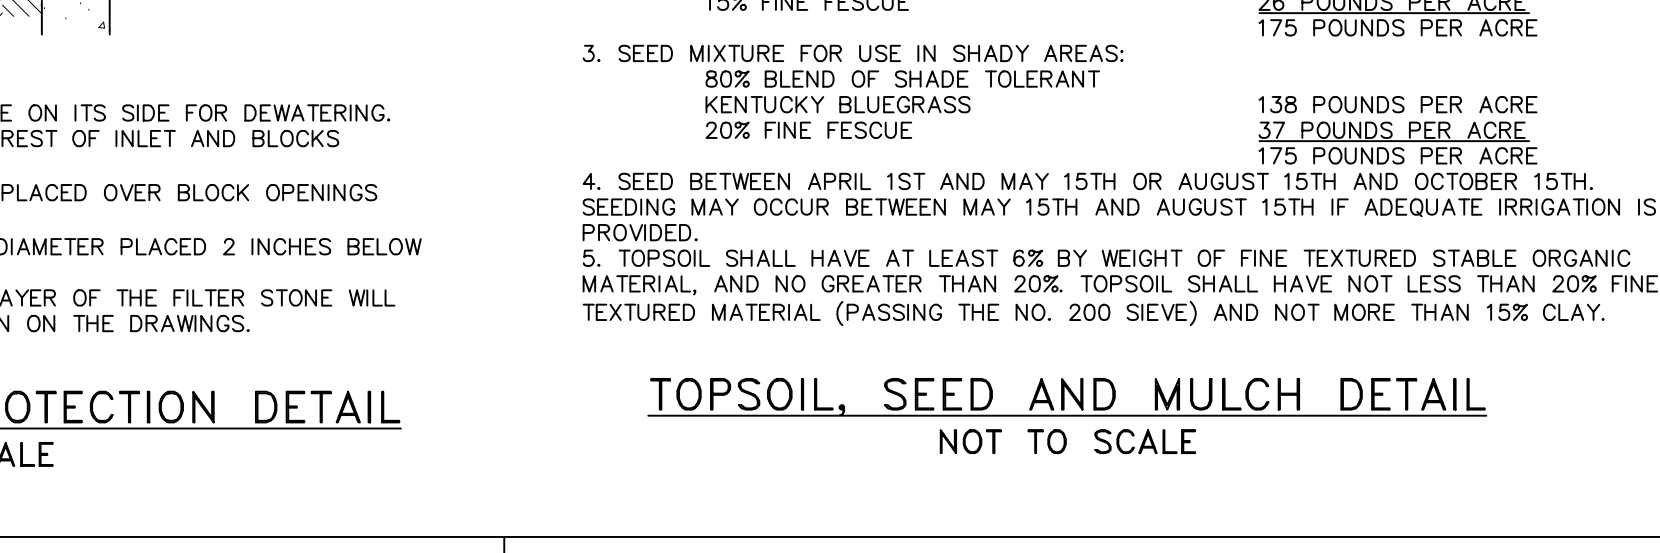 E ON ITS SIDE FOR DEWATERING.
REST OF INLET AND BLOCKS
PLACED OVER BLOCK OPENINGS
DIAMETER PLACED 2 INCHES BELOW
AYER OF THE FILTER STONE WILL
N ON THE DRAWINGS.
OTECTION DETAIL
ALE
15% FINE FESCUE 26 POUNDS PER ACRE
175 POUNDS PER ACRE
3. SEED MIXTURE FOR USE IN SHADY AREAS:
80% BLEND OF SHADE TOLERANT
KENTUCKY BLUEGRASS 138 POUNDS PER ACRE
20% FINE FESCUE 37 POUNDS PER ACRE
175 POUNDS PER ACRE
4. SEED BETWEEN APRIL 1ST AND MAY 15TH OR AUGUST 15TH AND OCTOBER 15TH.
SEEDING MAY OCCUR BETWEEN MAY 15TH AND AUGUST 15TH IF ADEQUATE IRRIGATION IS
PROVIDED.
5. TOPSOIL SHALL HAVE AT LEAST 6% BY WEIGHT OF FINE TEXTURED STABLE ORGANIC
MATERIAL, AND NO GREATER THAN 20%. TOPSOIL SHALL HAVE NOT LESS THAN 20% FINE
TEXTURED MATERIAL (PASSING THE NO. 200 SIEVE) AND NOT MORE THAN 15% CLAY.
TOPSOIL, SEED AND MULCH DETAIL
NOT TO SCALE